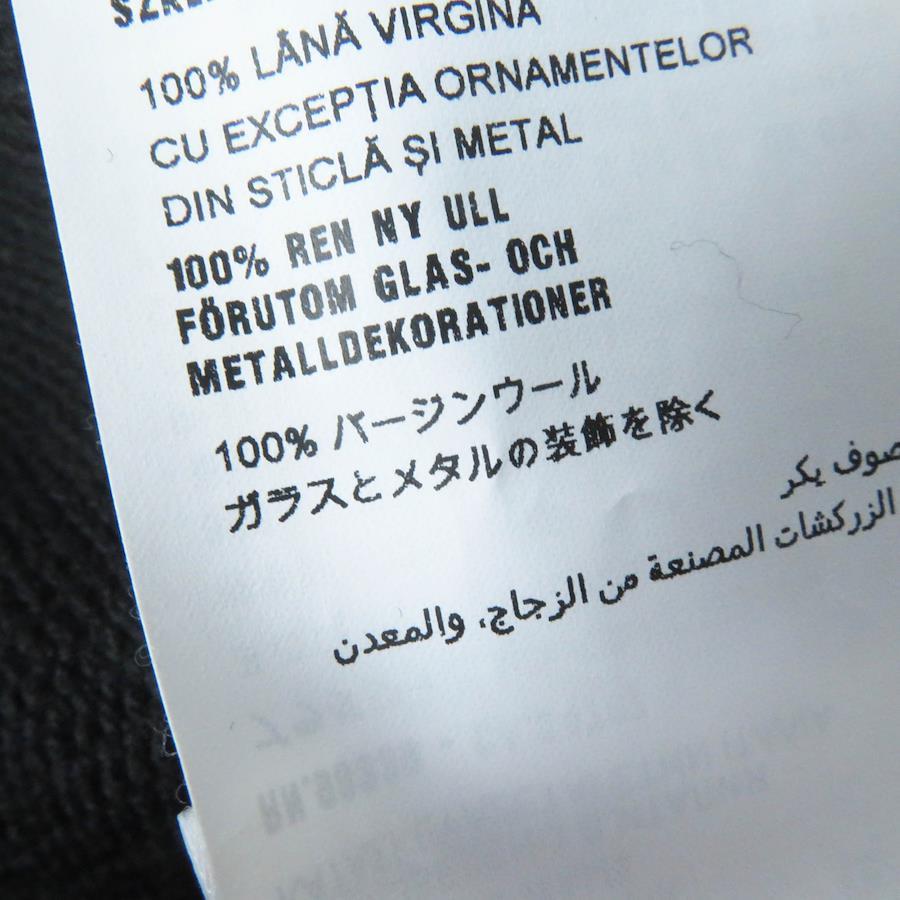 100% LÂNĂ VIRGINĂ
CU EXCEPȚIA ORNAMENTELOR
DIN STICLĂ ȘI METAL
100% REN NY ULL
FÖRUTOM GLAS- OCH
METALLDEKORATIONER
100% バージンウール
ガラスとメタルの装飾を除く
صوف يكر
الزركشات المصنعة من الزجاج، والمعدن